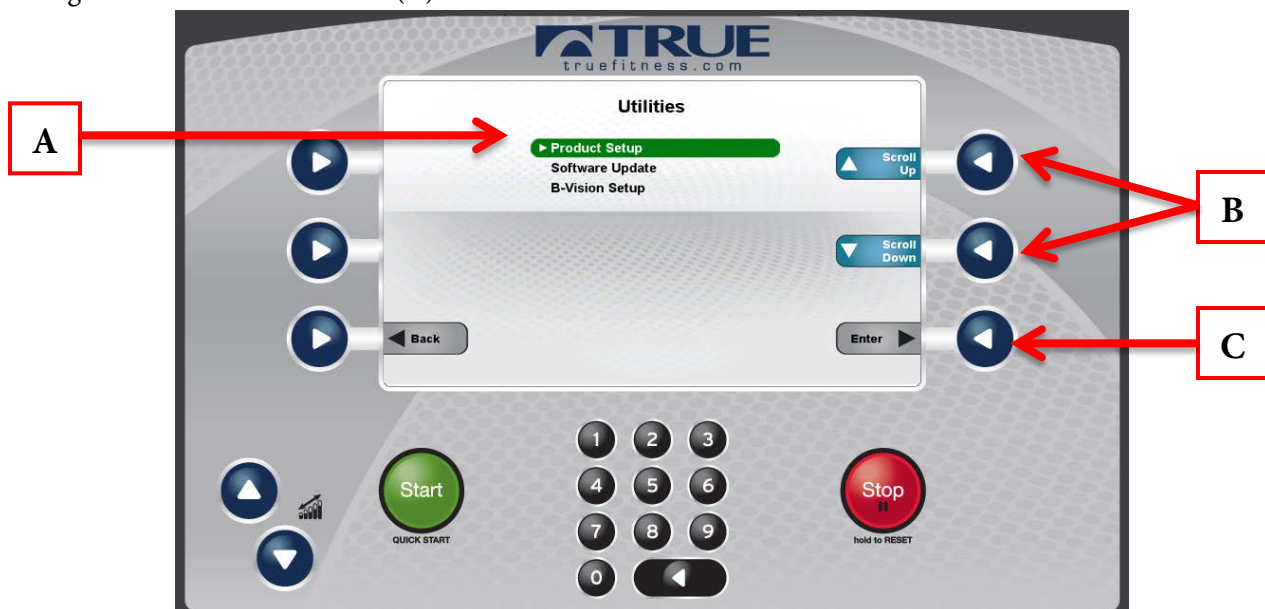 TRUE
truefitness.com
Utilities
A
Product Setup
Software Update
B-Vision Setup
Scroll
Up
B
Scroll
Down
Back
Enter
C
1 2 3
4 5 6
7 8 9
0
Start
QUICK START
Stop
hold to RESET